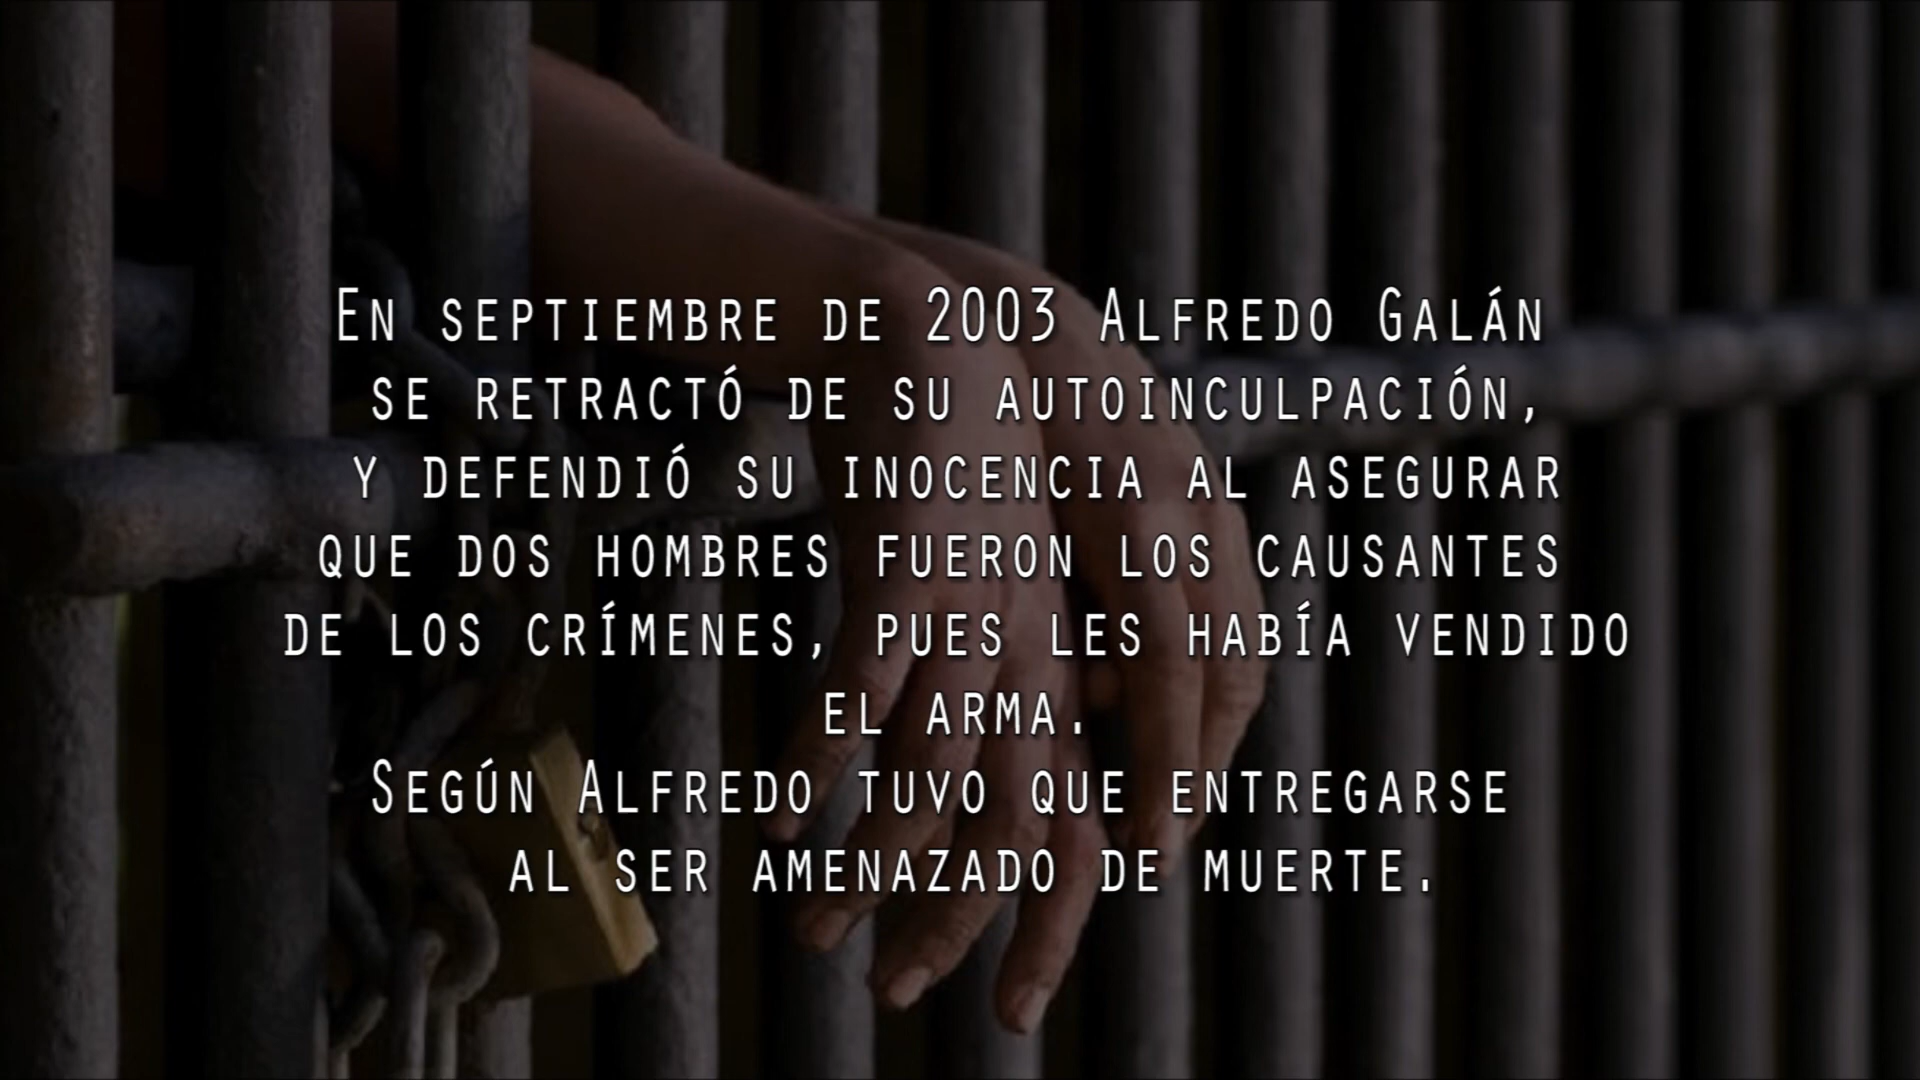 En septiembre de 2003 Alfredo Galán
se retractó de su autoinculpación,
y defendió su inocencia al asegurar
que dos hombres fueron los causantes
de los crímenes, pues les había vendido
el arma.
Según Alfredo tuvo que entregarse
al ser amenazado de muerte.